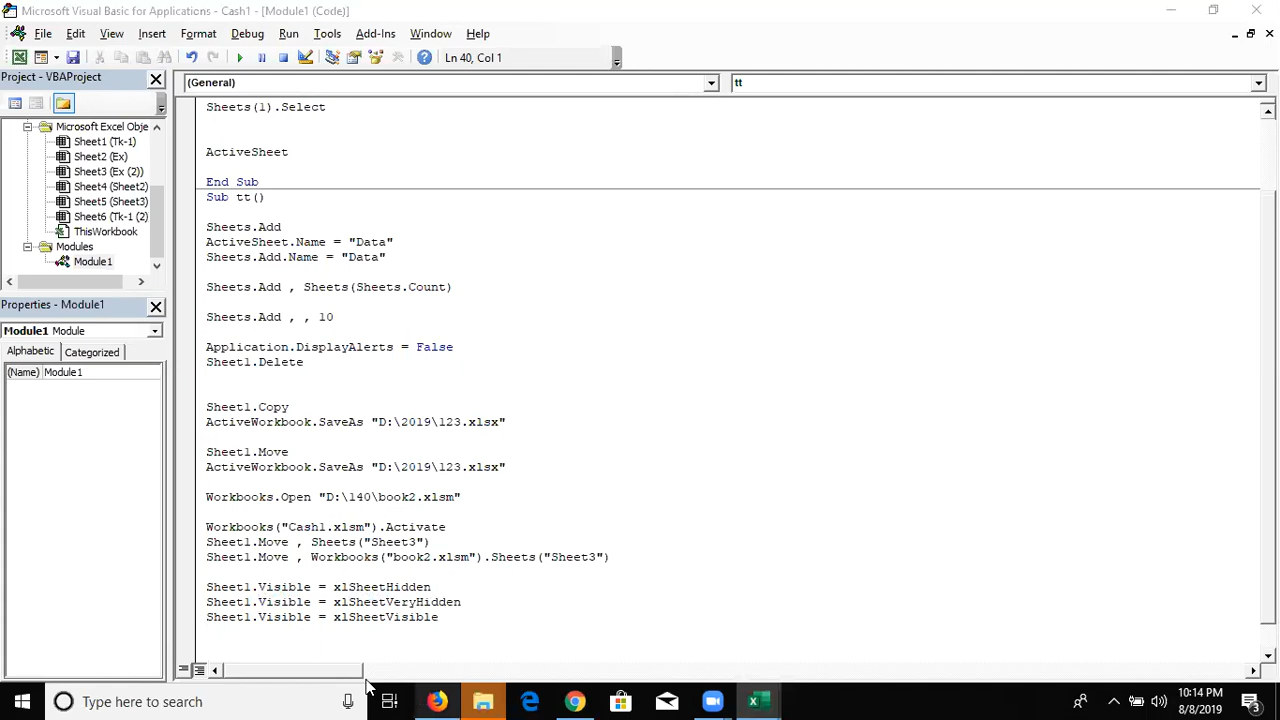 Microsoft Visual Basic for Applications - Cash1 - [Module1 (Code)]
File Edit View Insert Format Debug Run Tools Add-Ins Window Help
Ln 40, Col 1
Project - VBAProject
(General) tt
Microsoft Excel Obje
Sheet1 (Tk-1)
Sheet2 (Ex)
Sheet3 (Ex (2))
Sheet4 (Sheet2)
Sheet5 (Sheet3)
Sheet6 (Tk-1 (2)
ThisWorkbook
Modules
Module1
Properties - Module1
Module1 Module
Alphabetic Categorized
(Name) Module1
Sheets(1).Select
ActiveSheet
End Sub
Sub tt()
Sheets.Add
ActiveSheet.Name = "Data"
Sheets.Add.Name = "Data"
Sheets.Add , Sheets(Sheets.Count)
Sheets.Add , , 10
Application.DisplayAlerts = False
Sheet1.Delete
Sheet1.Copy
ActiveWorkbook.SaveAs "D:\2019\123.xlsx"
Sheet1.Move
ActiveWorkbook.SaveAs "D:\2019\123.xlsx"
Workbooks.Open "D:\140\book2.xlsm"
Workbooks("Cash1.xlsm").Activate
Sheet1.Move , Sheets("Sheet3")
Sheet1.Move , Workbooks("book2.xlsm").Sheets("Sheet3")
Sheet1.Visible = xlSheetHidden
Sheet1.Visible = xlSheetVeryHidden
Sheet1.Visible = xlSheetVisible
Type here to search
10:14 PM
8/8/2019
3